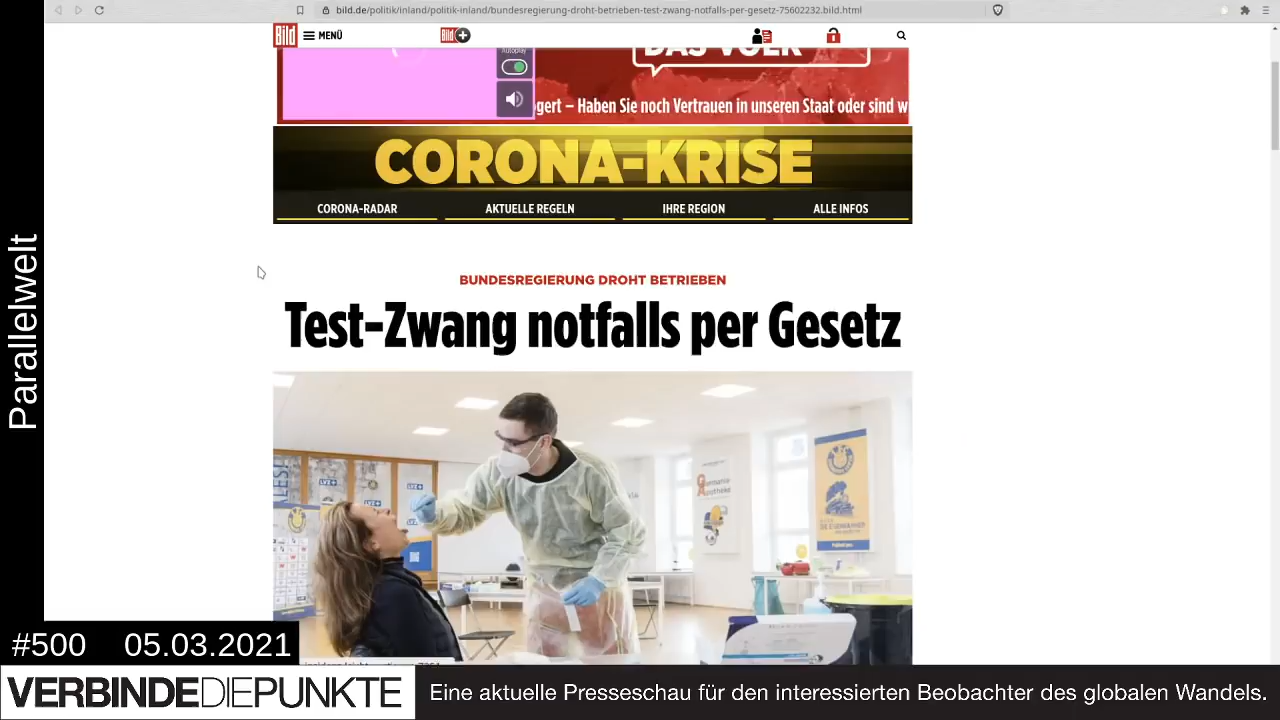 bild.de/politik/inland/politik-inland/bundesregierung-droht-betrieben-test-zwang-notfalls-per-gesetz-75602232.bild.html
Bild
MENÜ
Bild
Autoplay
DAS VOLK
gert – Haben Sie noch Vertrauen in unseren Staat oder sind w
CORONA-KRISE
CORONA-RADAR
AKTUELLE REGELN
IHRE REGION
ALLE INFOS
BUNDESREGIERUNG DROHT BETRIEBEN
Test-Zwang notfalls per Gesetz
Parallelwelt
#500 05.03.2021
VERBINDEDIEPUNKTE
Eine aktuelle Presseschau für den interessierten Beobachter des globalen Wandels.